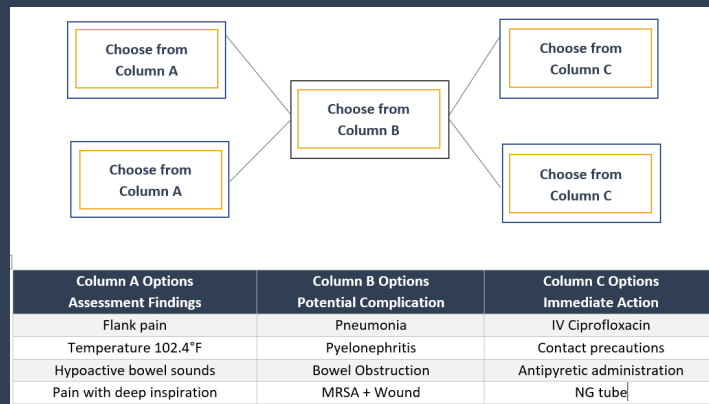 Choose from
Column A
Choose from
Column C
Choose from
Column B
Choose from
Column A
Choose from
Column C
Column A Options
Assessment Findings
Column B Options
Potential Complication
Column C Options
Immediate Action
Flank pain
Pneumonia
IV Ciprofloxacin
Temperature 102.4°F
Pyelonephritis
Contact precautions
Hypoactive bowel sounds
Bowel Obstruction
Antipyretic administration
Pain with deep inspiration
MRSA + Wound
NG tube